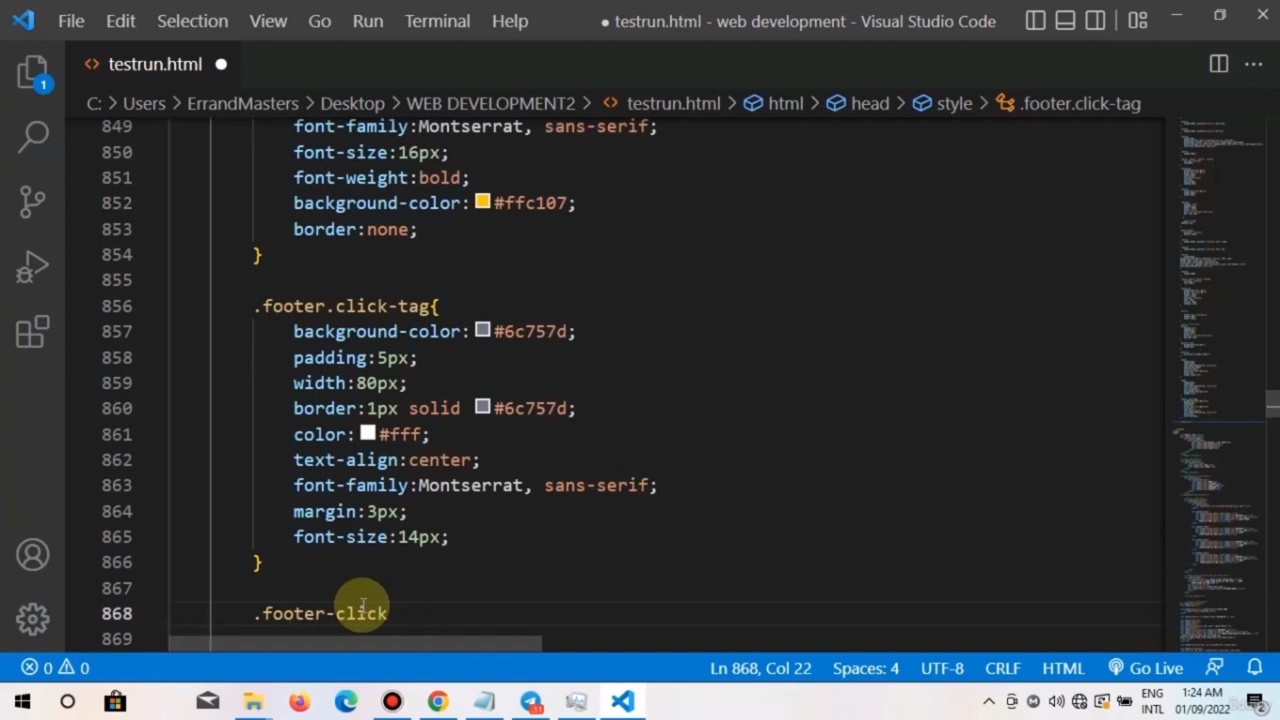 File Edit Selection View Go Run Terminal Help ● testrun.html - web development - Visual Studio Code
<> testrun.html ●
C: > Users > ErrandMasters > Desktop > WEB DEVELOPMENT2 > <> testrun.html > html > head > style > .footer.click-tag
849 font-family:Montserrat, sans-serif;
850 font-size:16px;
851 font-weight:bold;
852 background-color:#ffc107;
853 border:none;
854 }
855
856 .footer.click-tag{
857 background-color:#6c757d;
858 padding:5px;
859 width:80px;
860 border:1px solid #6c757d;
861 color:#fff;
862 text-align:center;
863 font-family:Montserrat, sans-serif;
864 margin:3px;
865 font-size:14px;
866 }
867
868 .footer-click
869
1
0 0 Ln 868, Col 22 Spaces: 4 UTF-8 CRLF HTML Go Live
ENG 1:24 AM
INTL 01/09/2022
11
2